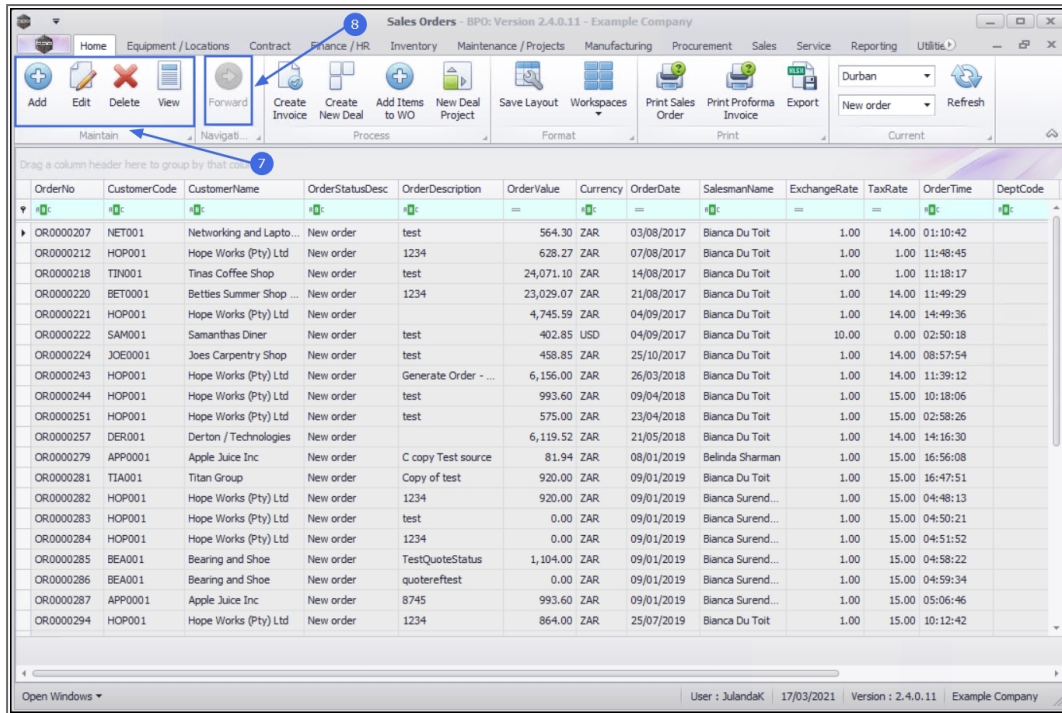 Sales Orders - BPO: Version 2.4.0.11 - Example Company
8
Home Equipment / Locations Contract Finance / HR Inventory Maintenance / Projects Manufacturing Procurement Sales Service Reporting Utilitie
Add Edit Delete View Forward Create Invoice Create New Deal Add Items to WO New Deal Project Save Layout Workspaces Print Sales Order Print Proforma Invoice Export Durban New order Refresh
Maintain Navigati... Process Format Print Current
7
Drag a column header here to group by that
OrderNo CustomerCode CustomerName OrderStatusDesc OrderDescription OrderValue Currency OrderDate SalesmanName ExchangeRate TaxRate OrderTime DeptCode
OR0000207 NET001 Networking and Lapto... New order test 564.30 ZAR 03/08/2017 Bianca Du Toit 1.00 14.00 01:10:42
OR0000212 HOP001 Hope Works (Pty) Ltd New order 1234 628.27 ZAR 07/08/2017 Bianca Du Toit 1.00 1.00 11:48:45
OR0000218 TIN001 Tinas Coffee Shop New order test 24,071.10 ZAR 14/08/2017 Bianca Du Toit 1.00 1.00 11:18:17
OR0000220 BET0001 Betties Summer Shop ... New order 1234 23,029.07 ZAR 21/08/2017 Bianca Du Toit 1.00 14.00 11:49:29
OR0000221 HOP001 Hope Works (Pty) Ltd New order 4,745.59 ZAR 04/09/2017 Bianca Du Toit 1.00 14.00 14:49:36
OR0000222 SAM001 Samanthas Diner New order test 402.85 USD 04/09/2017 Bianca Du Toit 10.00 0.00 02:50:18
OR0000224 JOE0001 Joes Carpentry Shop New order test 458.85 ZAR 25/10/2017 Bianca Du Toit 1.00 14.00 08:57:54
OR0000243 HOP001 Hope Works (Pty) Ltd New order Generate Order - ... 6,156.00 ZAR 26/03/2018 Bianca Du Toit 1.00 14.00 11:39:12
OR0000244 HOP001 Hope Works (Pty) Ltd New order test 993.60 ZAR 09/04/2018 Bianca Du Toit 1.00 15.00 10:18:06
OR0000251 HOP001 Hope Works (Pty) Ltd New order test 575.00 ZAR 23/04/2018 Bianca Du Toit 1.00 15.00 02:58:26
OR0000257 DER001 Derton / Technologies New order 6,119.52 ZAR 21/05/2018 Bianca Du Toit 1.00 14.00 14:16:30
OR0000279 APP0001 Apple Juice Inc New order C copy Test source 81.94 ZAR 08/01/2019 Belinda Sharman 1.00 15.00 16:56:08
OR0000281 TIA001 Titan Group New order Copy of test 920.00 ZAR 09/01/2019 Bianca Du Toit 1.00 15.00 16:47:51
OR0000282 HOP001 Hope Works (Pty) Ltd New order 1234 920.00 ZAR 09/01/2019 Bianca Surend... 1.00 15.00 04:48:13
OR0000283 HOP001 Hope Works (Pty) Ltd New order test 0.00 ZAR 09/01/2019 Bianca Surend... 1.00 15.00 04:50:21
OR0000284 HOP001 Hope Works (Pty) Ltd New order 1234 0.00 ZAR 09/01/2019 Bianca Surend... 1.00 15.00 04:51:52
OR0000285 BEA001 Bearing and Shoe New order TestQuoteStatus 1,104.00 ZAR 09/01/2019 Bianca Surend... 1.00 15.00 04:58:22
OR0000286 BEA001 Bearing and Shoe New order quotereftest 0.00 ZAR 09/01/2019 Bianca Surend... 1.00 15.00 04:59:34
OR0000287 APP0001 Apple Juice Inc New order 8745 993.60 ZAR 09/01/2019 Bianca Surend... 1.00 15.00 05:06:46
OR0000294 HOP001 Hope Works (Pty) Ltd New order 1234 864.00 ZAR 25/07/2019 Bianca Du Toit 1.00 15.00 10:12:42
Open Windows User : JulandaK 17/03/2021 Version : 2.4.0.11 Example Company